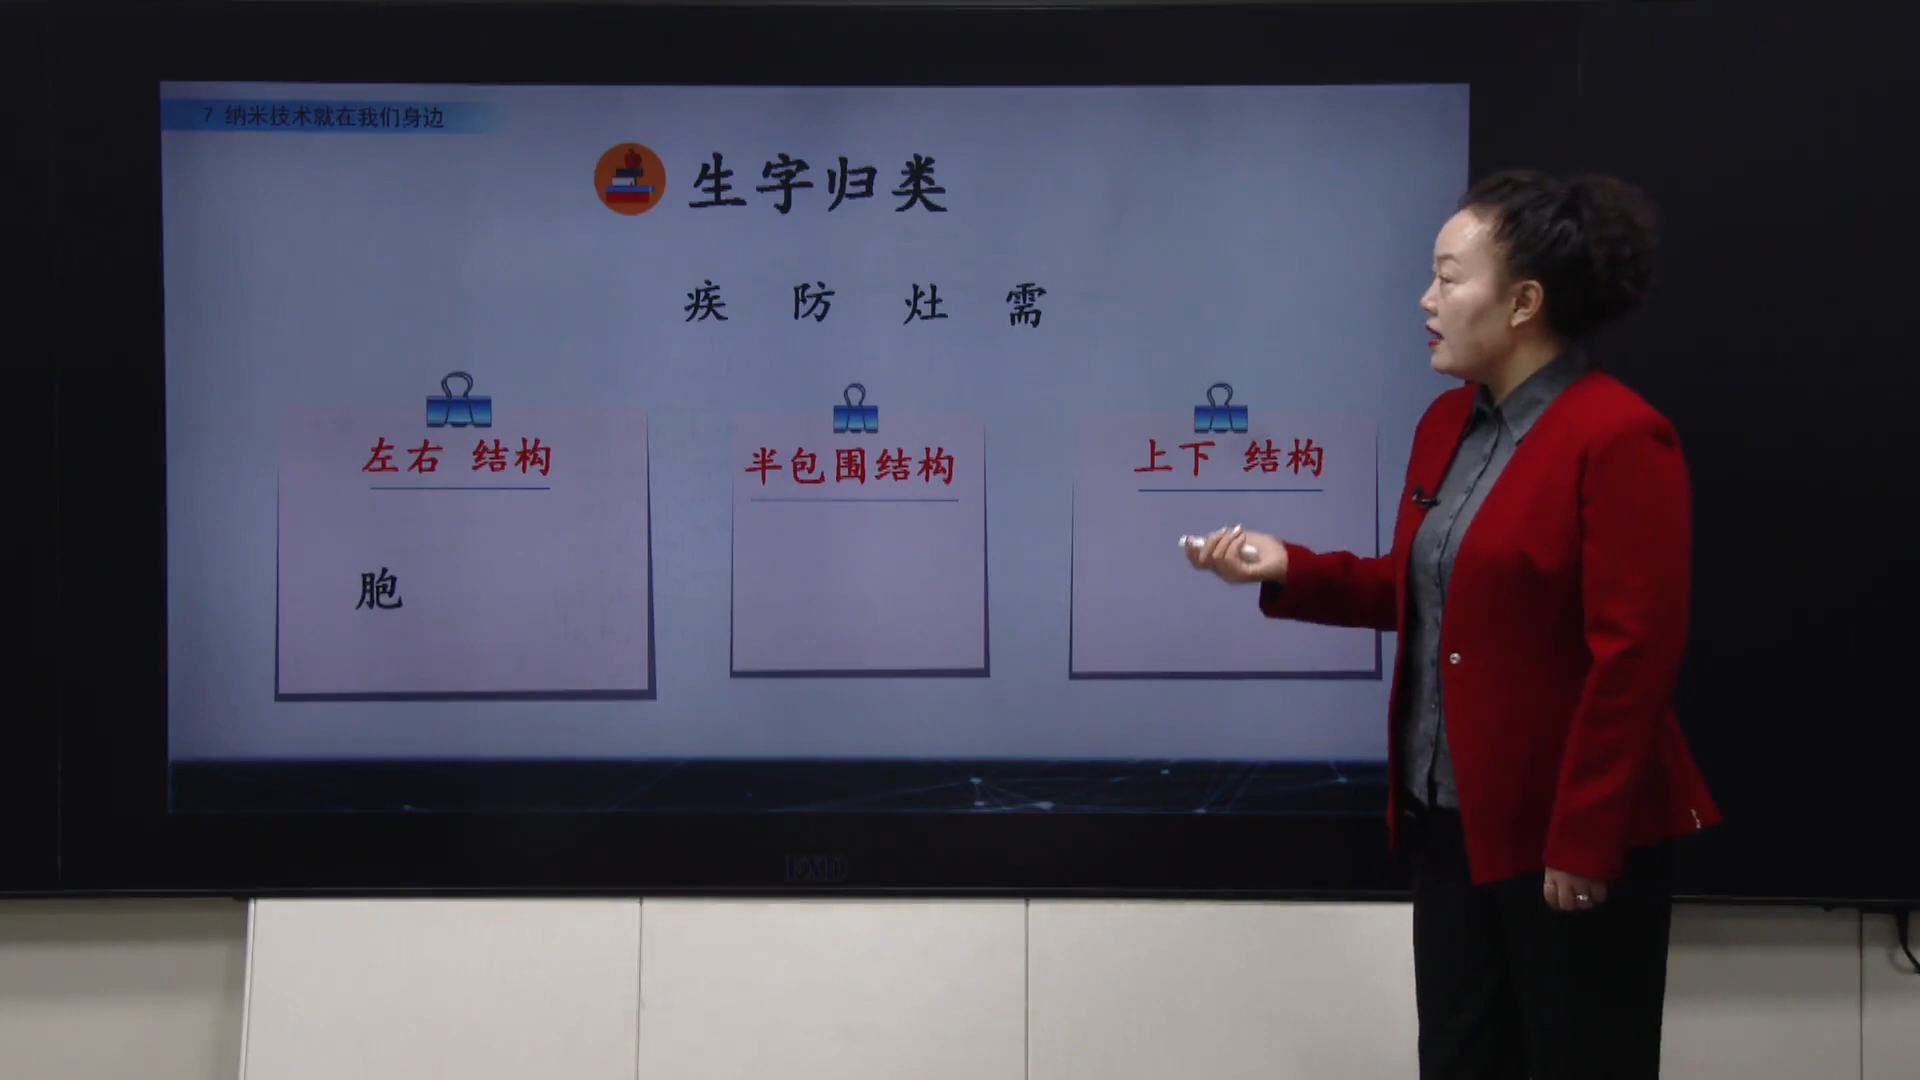 7 纳米技术就在我们身边
生字归类
疾 防 灶 需
左右 结构
半包围结构
上下 结构
胞